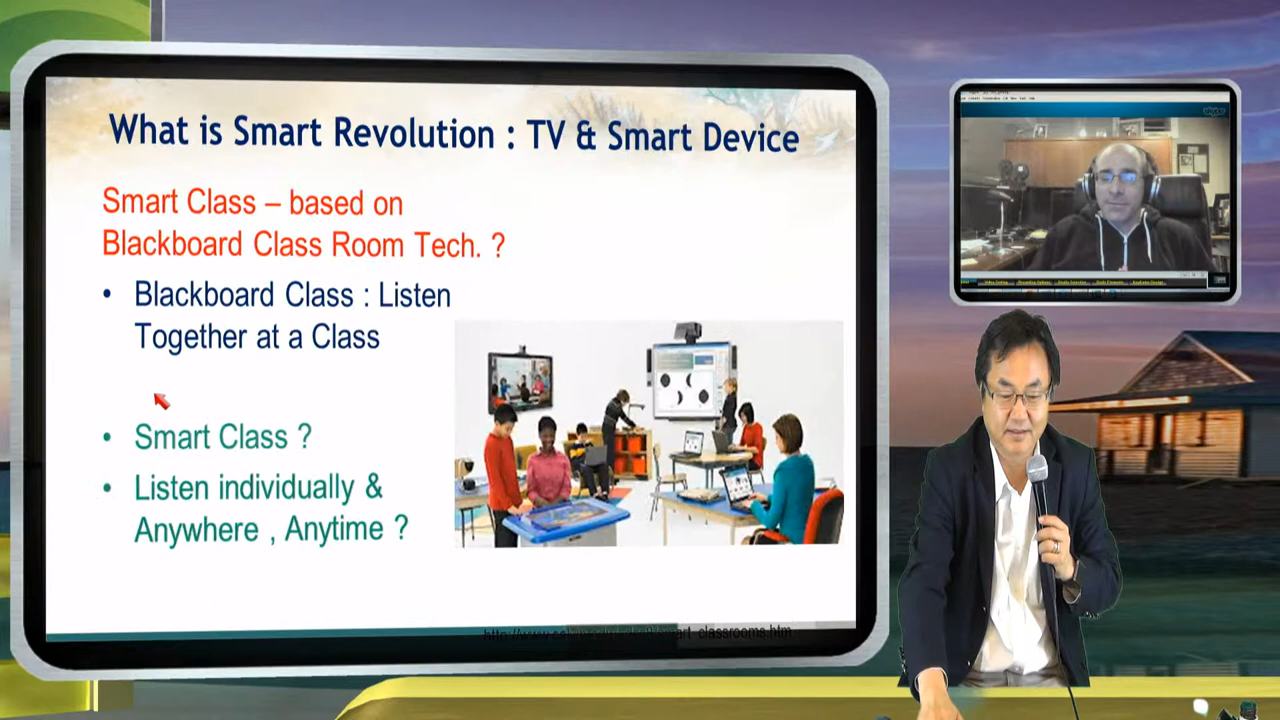 What is Smart Revolution : TV & Smart Device
Smart Class – based on
Blackboard Class Room Tech. ?
• Blackboard Class : Listen
Together at a Class
• Smart Class ?
• Listen individually &
Anywhere , Anytime ?
skype